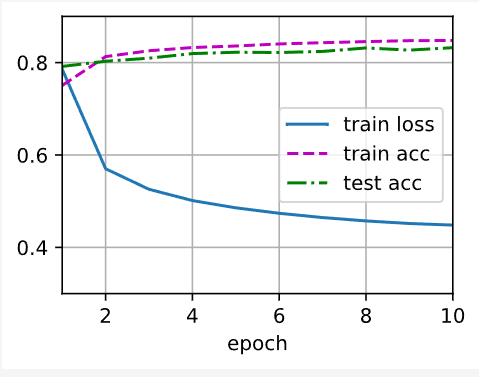 0.8
0.6
0.4
train loss
train acc
test acc
2 4 6 8 10
epoch